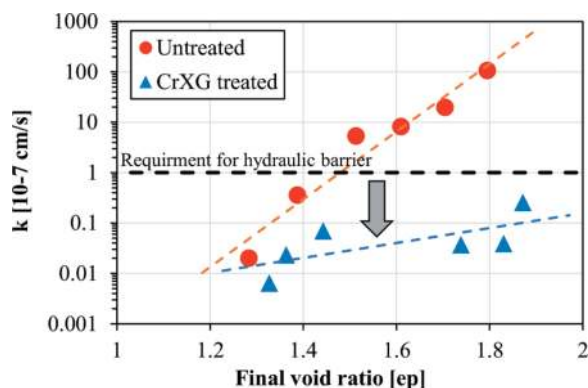 1000
100
10
1
0.1
0.01
0.001
k [10-7 cm/s]
Untreated
CrXG treated
Requirment for hydraulic barrier
1 1.2 1.4 1.6 1.8 2
Final void ratio [ep]